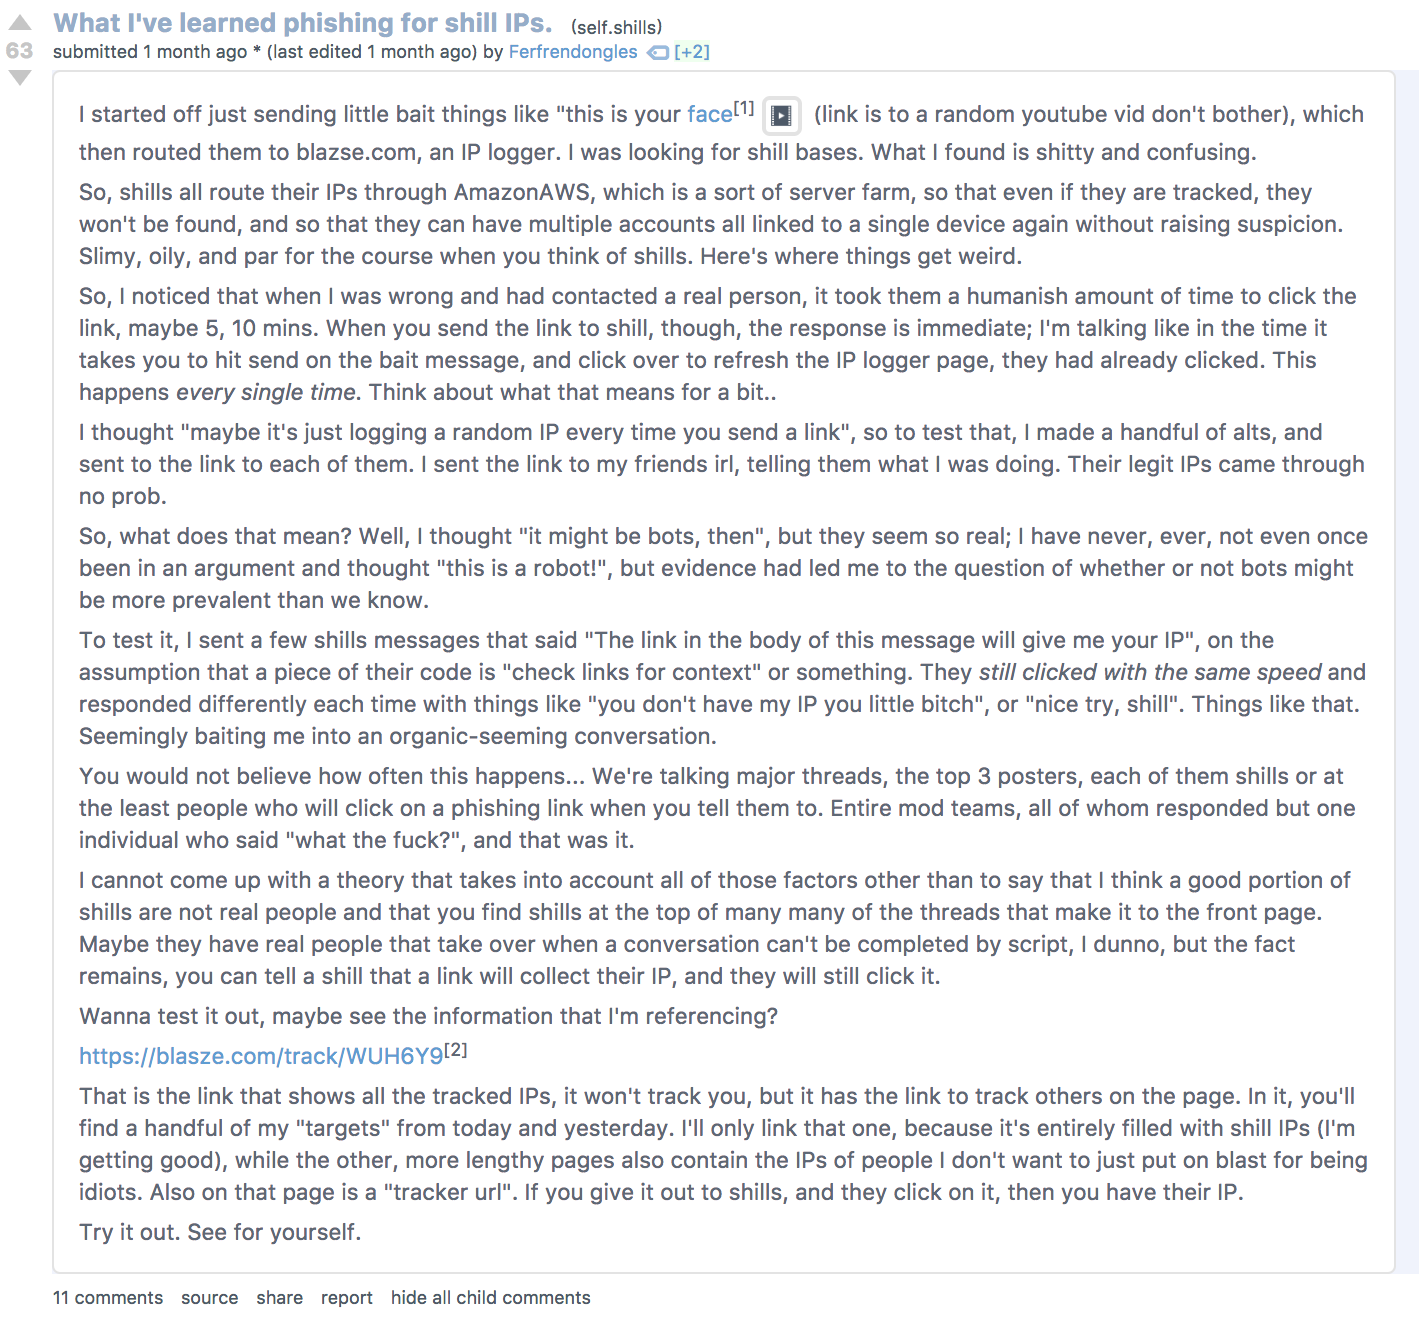 What I've learned phishing for shill IPs. (self.shills)
63
submitted 1 month ago * (last edited 1 month ago) by Ferfrendongles [+2]
I started off just sending little bait things like "this is your face[1] (link is to a random youtube vid don't bother), which
then routed them to blazse.com, an IP logger. I was looking for shill bases. What I found is shitty and confusing.
So, shills all route their IPs through AmazonAWS, which is a sort of server farm, so that even if they are tracked, they
won't be found, and so that they can have multiple accounts all linked to a single device again without raising suspicion.
Slimy, oily, and par for the course when you think of shills. Here's where things get weird.
So, I noticed that when I was wrong and had contacted a real person, it took them a humanish amount of time to click the
link, maybe 5, 10 mins. When you send the link to shill, though, the response is immediate; I'm talking like in the time it
takes you to hit send on the bait message, and click over to refresh the IP logger page, they had already clicked. This
happens every single time. Think about what that means for a bit..
I thought "maybe it's just logging a random IP every time you send a link", so to test that, I made a handful of alts, and
sent to the link to each of them. I sent the link to my friends irl, telling them what I was doing. Their legit IPs came through
no prob.
So, what does that mean? Well, I thought "it might be bots, then", but they seem so real; I have never, ever, not even once
been in an argument and thought "this is a robot!", but evidence had led me to the question of whether or not bots might
be more prevalent than we know.
To test it, I sent a few shills messages that said "The link in the body of this message will give me your IP", on the
assumption that a piece of their code is "check links for context" or something. They still clicked with the same speed and
responded differently each time with things like "you don't have my IP you little bitch", or "nice try, shill". Things like that.
Seemingly baiting me into an organic-seeming conversation.
You would not believe how often this happens... We're talking major threads, the top 3 posters, each of them shills or at
the least people who will click on a phishing link when you tell them to. Entire mod teams, all of whom responded but one
individual who said "what the fuck?", and that was it.
I cannot come up with a theory that takes into account all of those factors other than to say that I think a good portion of
shills are not real people and that you find shills at the top of many many of the threads that make it to the front page.
Maybe they have real people that take over when a conversation can't be completed by script, I dunno, but the fact
remains, you can tell a shill that a link will collect their IP, and they will still click it.
Wanna test it out, maybe see the information that I'm referencing?
https://blasze.com/track/WUH6Y9[2]
That is the link that shows all the tracked IPs, it won't track you, but it has the link to track others on the page. In it, you'll
find a handful of my "targets" from today and yesterday. I'll only link that one, because it's entirely filled with shill IPs (I'm
getting good), while the other, more lengthy pages also contain the IPs of people I don't want to just put on blast for being
idiots. Also on that page is a "tracker url". If you give it out to shills, and they click on it, then you have their IP.
Try it out. See for yourself.
11 comments source share report hide all child comments